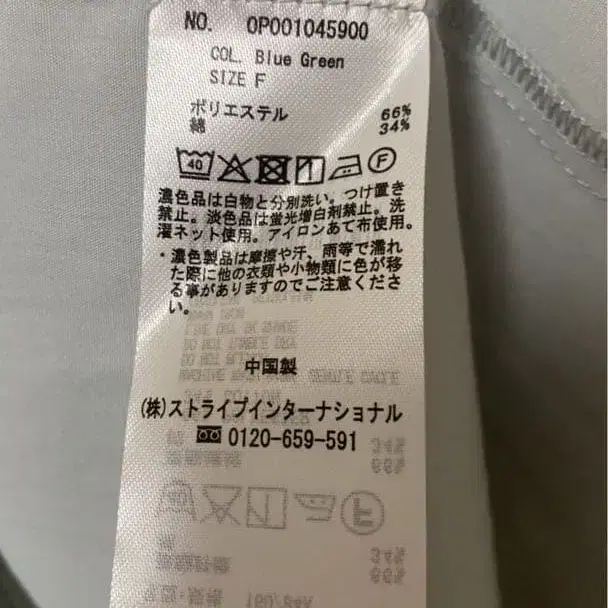 NO. OP001045900
COL. Blue Green
SIZE F
ポリエステル 66%
綿 34%
40
F
濃色品は白物と分別洗い。つけ置き
禁止。淡色品は蛍光増白剤禁止。洗
濯ネット使用。アイロンあて布使用。
・濃色製品は摩擦や汗、雨等で濡れ
た際に他の衣類や小物類に色が移
る事がありますのでご注意くださ
い。
中国製
(株)ストライプインターナショナル
0120-659-591